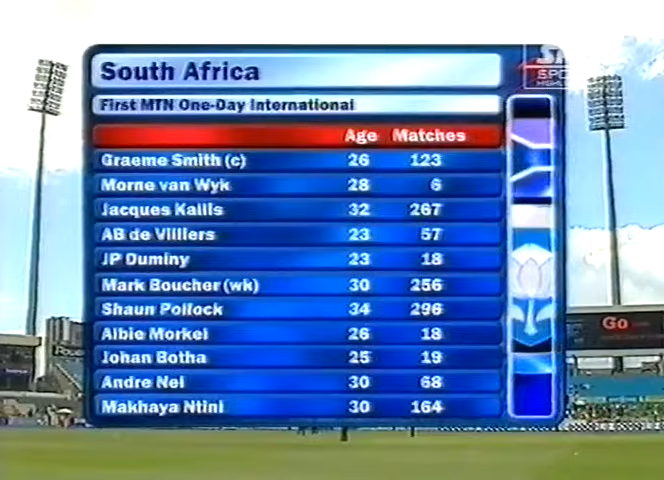 South Africa
First MTN One-Day International
Age Matches
Graeme Smith (c) 26 123
Morne van Wyk 28 6
Jacques Kallis 32 267
AB de Villiers 23 57
JP Duminy 23 18
Mark Boucher (wk) 30 256
Shaun Pollock 34 296
Albie Morkel 26 18
Johan Botha 25 19
Andre Nel 30 68
Makhaya Ntini 30 164
Go